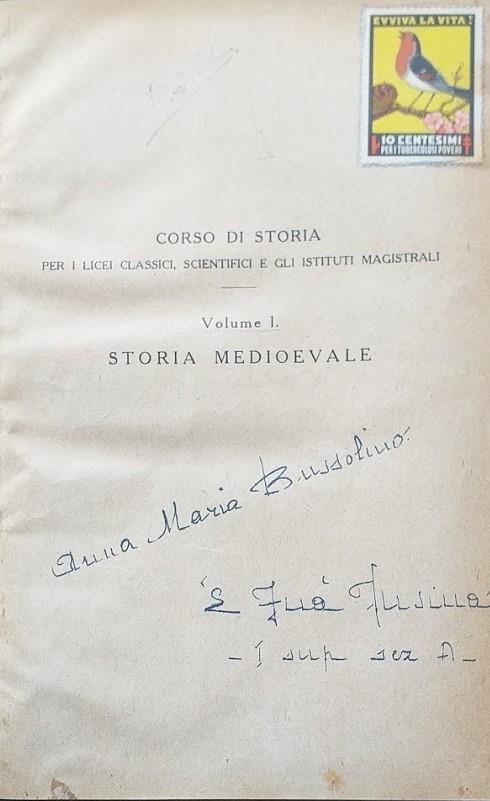 EVVIVA LA VITA!
10 CENTESIMI
PER I TUBERCOLOSI POVERI
CORSO DI STORIA
PER I LICEI CLASSICI, SCIENTIFICI E GLI ISTITUTI MAGISTRALI
Volume I.
STORIA MEDIOEVALE
Anna Maria Bussolino.
È
- I sup sez A -